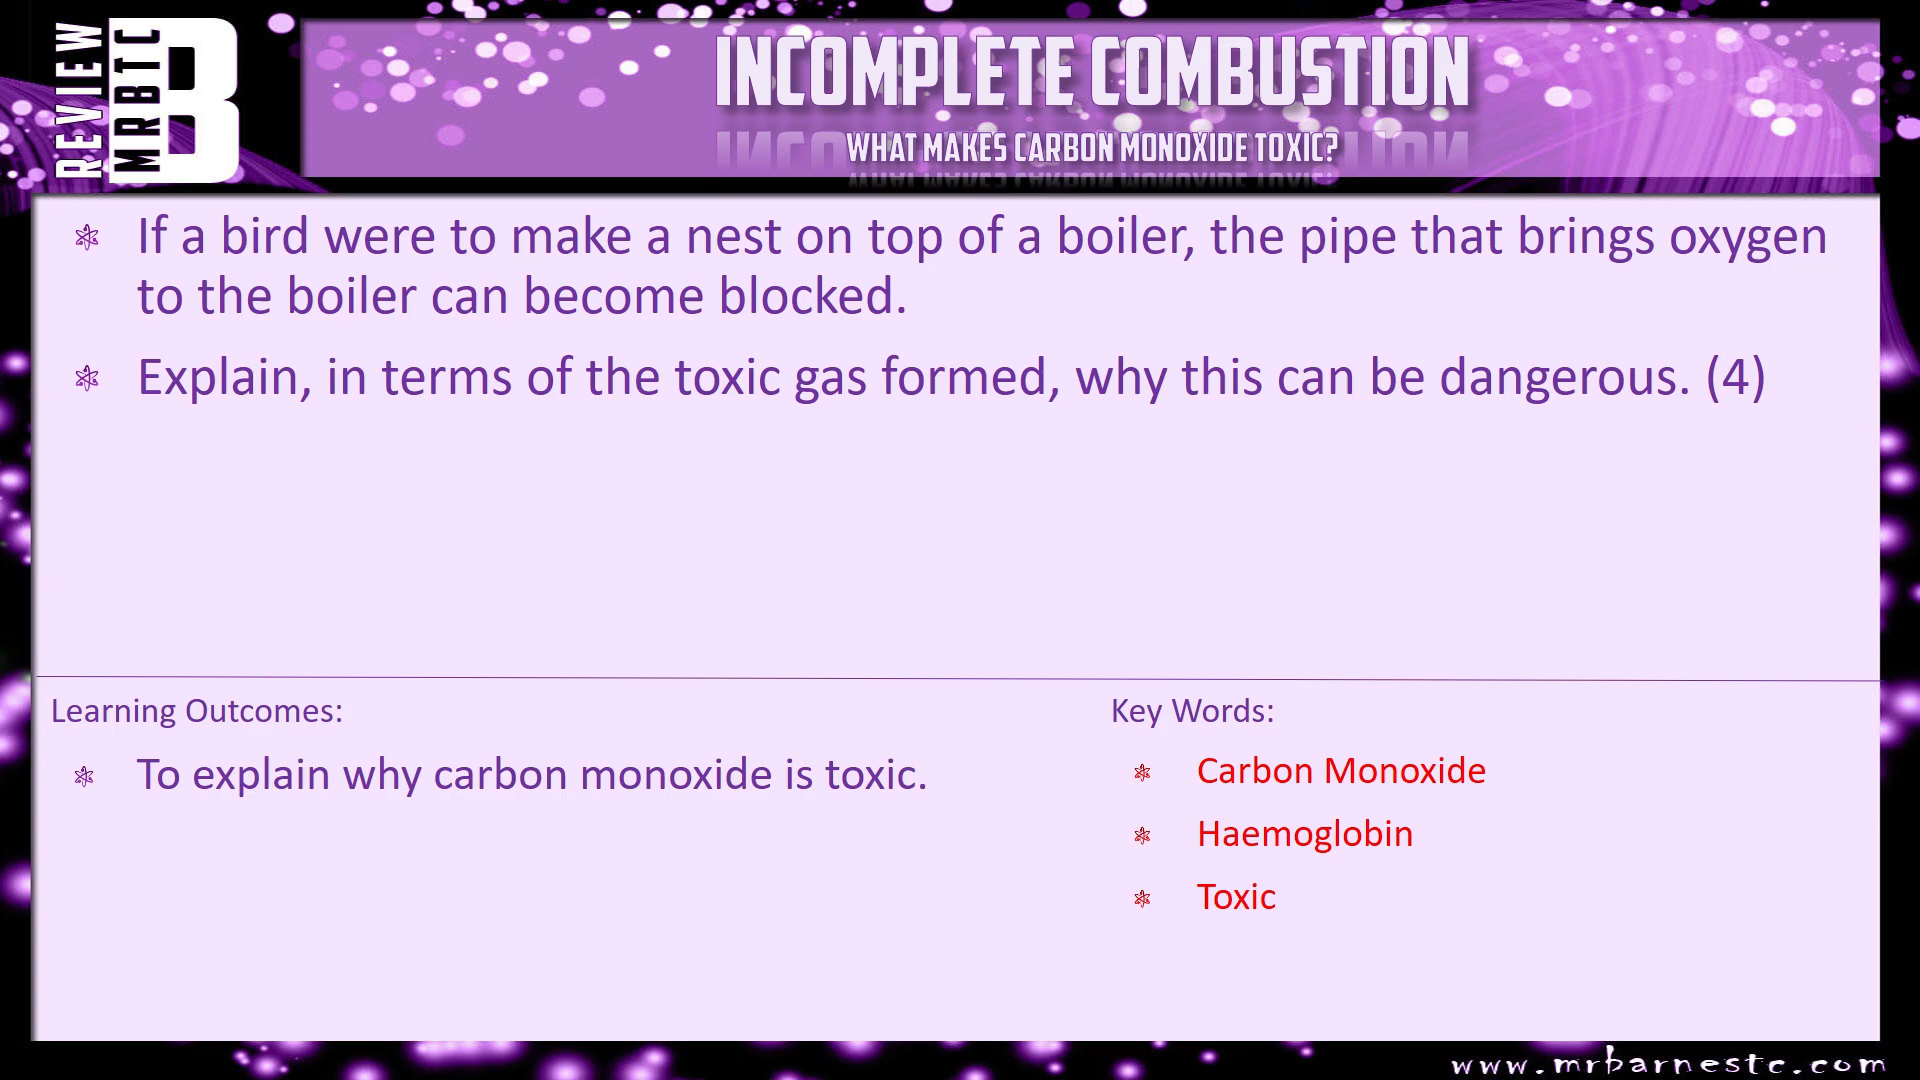 REVIEW
MRBTC
B
INCOMPLETE COMBUSTION
WHAT MAKES CARBON MONOXIDE TOXIC?
If a bird were to make a nest on top of a boiler, the pipe that brings oxygen
to the boiler can become blocked.
Explain, in terms of the toxic gas formed, why this can be dangerous. (4)
Learning Outcomes:
To explain why carbon monoxide is toxic.
Key Words:
Carbon Monoxide
Haemoglobin
Toxic
www.mrbarnestc.com